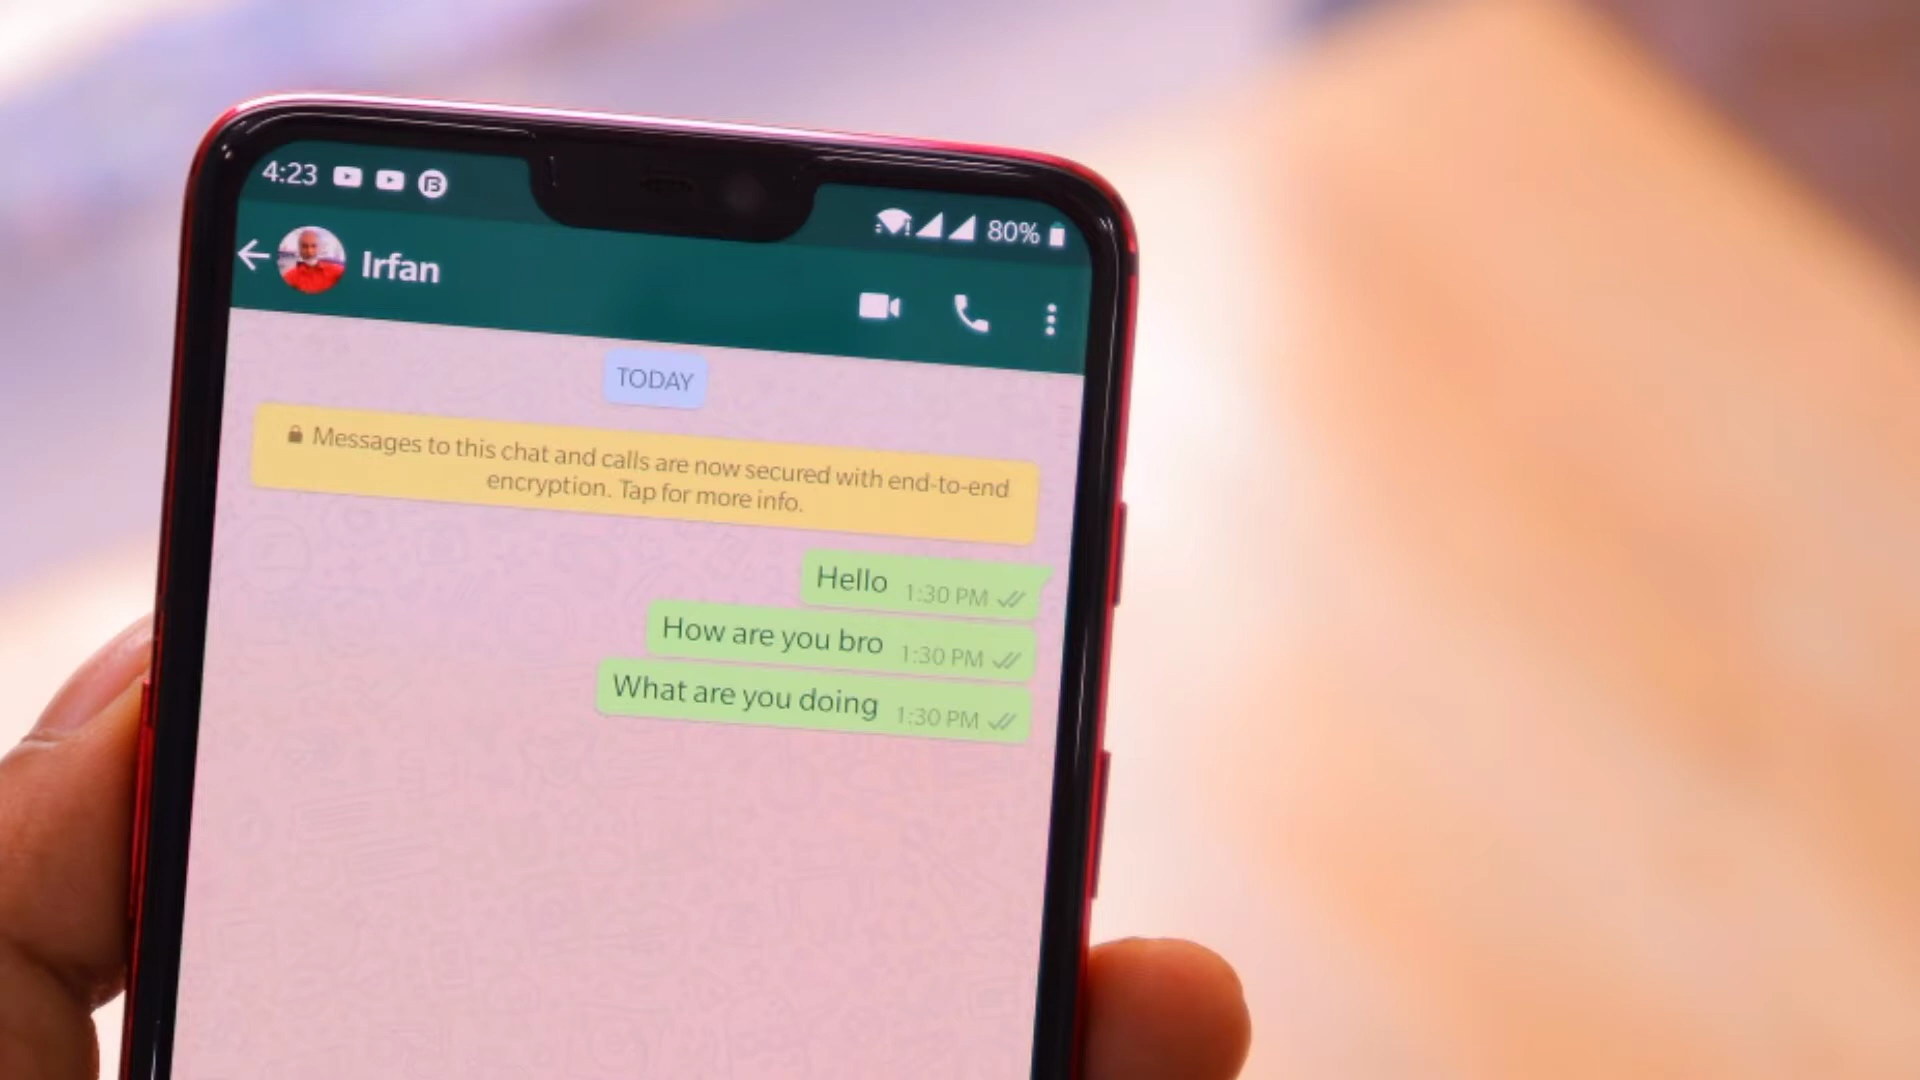 4:23
80%
Irfan
TODAY
Messages to this chat and calls are now secured with end-to-end
encryption. Tap for more info.
Hello 1:30 PM
How are you bro 1:30 PM
What are you doing 1:30 PM